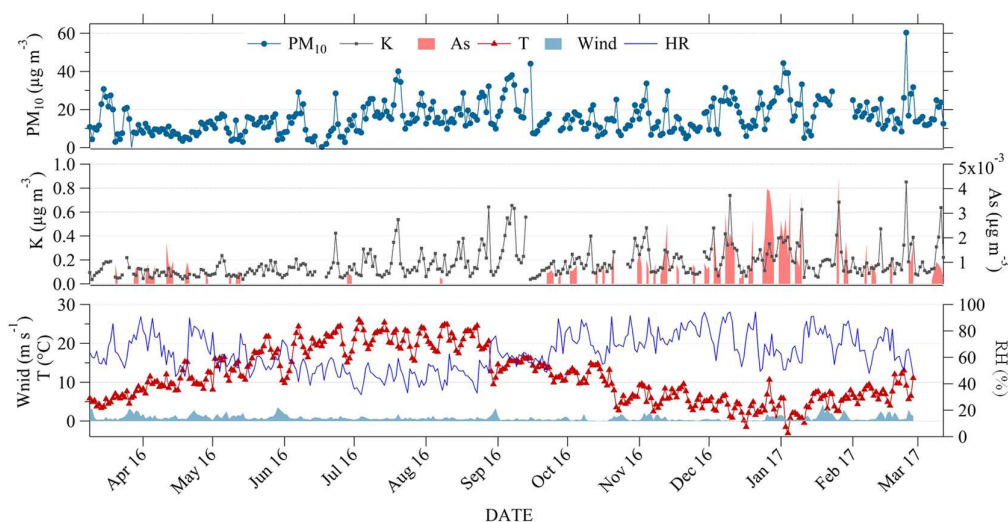 PM10 K As T Wind HR
PM10 (µg m-3)
60
40
20
0
K (µg m-3)
1.0
0.8
0.6
0.4
0.2
0.0
As (µg m-3)
5x10-3
4
3
2
1
Wnid (m s-1)
T (°C)
30
20
10
0
RH (%)
100
80
60
40
20
0
Apr 16
May 16
Jun 16
Jul 16
Aug 16
Sep 16
Oct 16
Nov 16
Dec 16
Jan 17
Feb 17
Mar 17
DATE